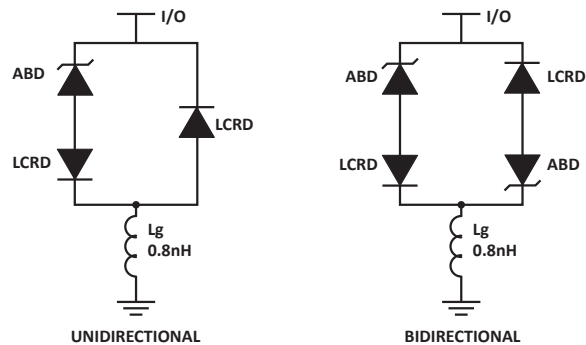 I/O
ABD
LCRD
LCRD
Lg
0.8nH
UNIDIRECTIONAL
I/O
ABD
LCRD
LCRD
ABD
Lg
0.8nH
BIDIRECTIONAL